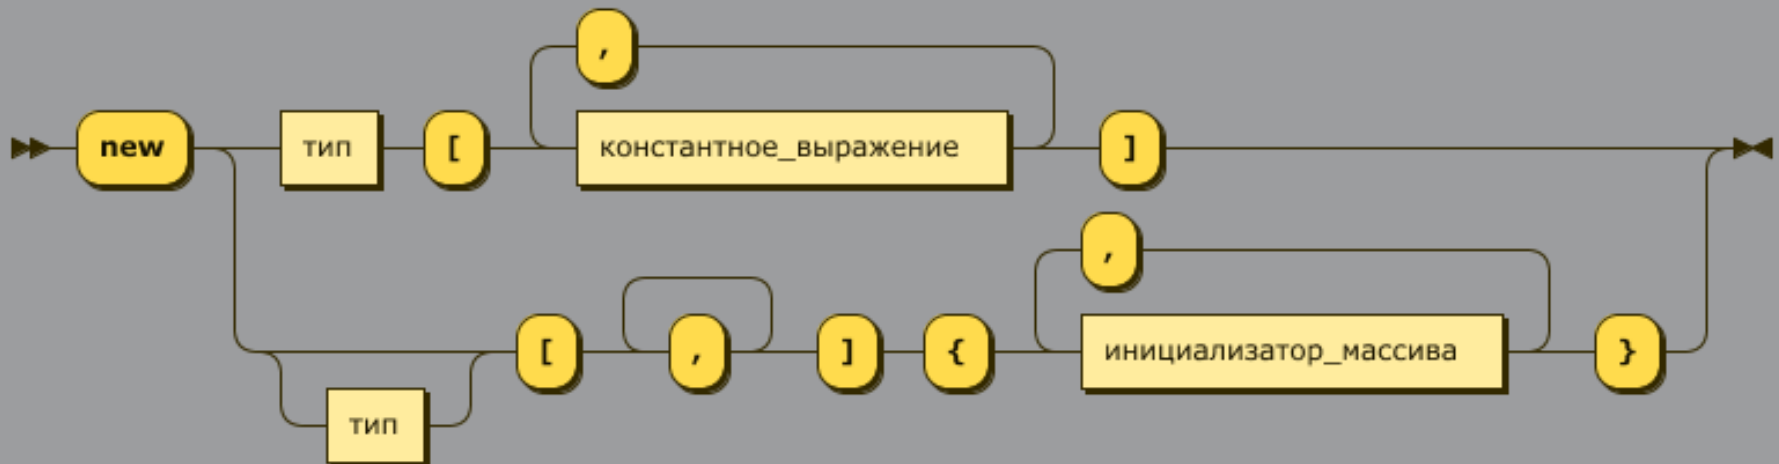 ,
new тип [ константное_выражение ]
,
[ , ] { инициализатор_массива }
тип